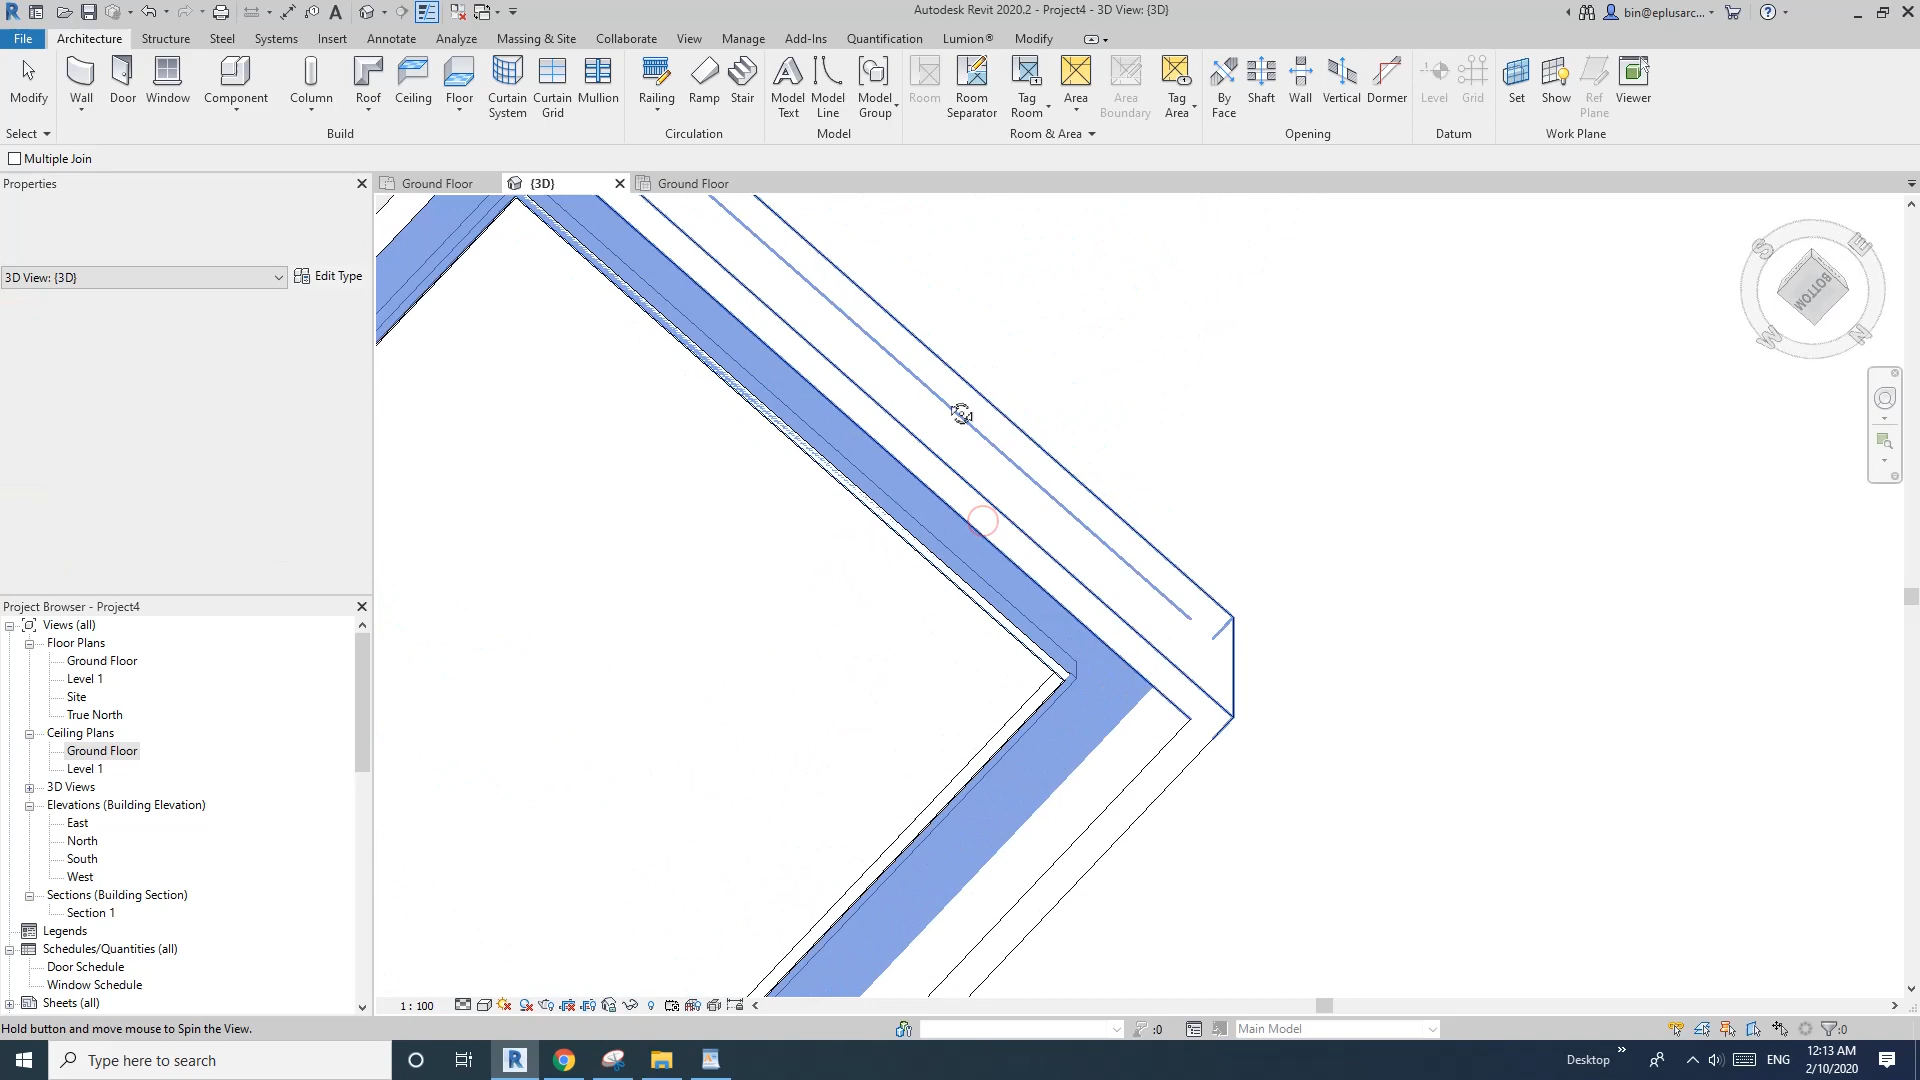 Autodesk Revit 2020.2 - Project4 - 3D View: {3D}
bin@eplusarc...
File Architecture Structure Steel Systems Insert Annotate Analyze Massing & Site Collaborate View Manage Add-Ins Quantification Lumion® Modify
Modify Wall Door Window Component Column Roof Ceiling Floor Curtain System Curtain Grid Mullion Railing Ramp Stair Model Text Model Line Model Group Room Room Separator Tag Room Area Area Boundary Tag Area By Face Shaft Wall Vertical Dormer Level Grid Set Show Ref Plane Viewer
Select Build Circulation Model Room & Area Opening Datum Work Plane
Multiple Join
Properties
Ground Floor {3D} Ground Floor
3D View: {3D} Edit Type
BOTTOM
S E W N
Project Browser - Project4
Views (all)
Floor Plans
Ground Floor
Level 1
Site
True North
Ceiling Plans
Ground Floor
Level 1
3D Views
Elevations (Building Elevation)
East
North
South
West
Sections (Building Section)
Section 1
Legends
Schedules/Quantities (all)
Door Schedule
Window Schedule
Sheets (all)
1 : 100
Hold button and move mouse to Spin the View.
:0
Main Model
:0
Type here to search
Desktop
ENG
12:13 AM
2/10/2020